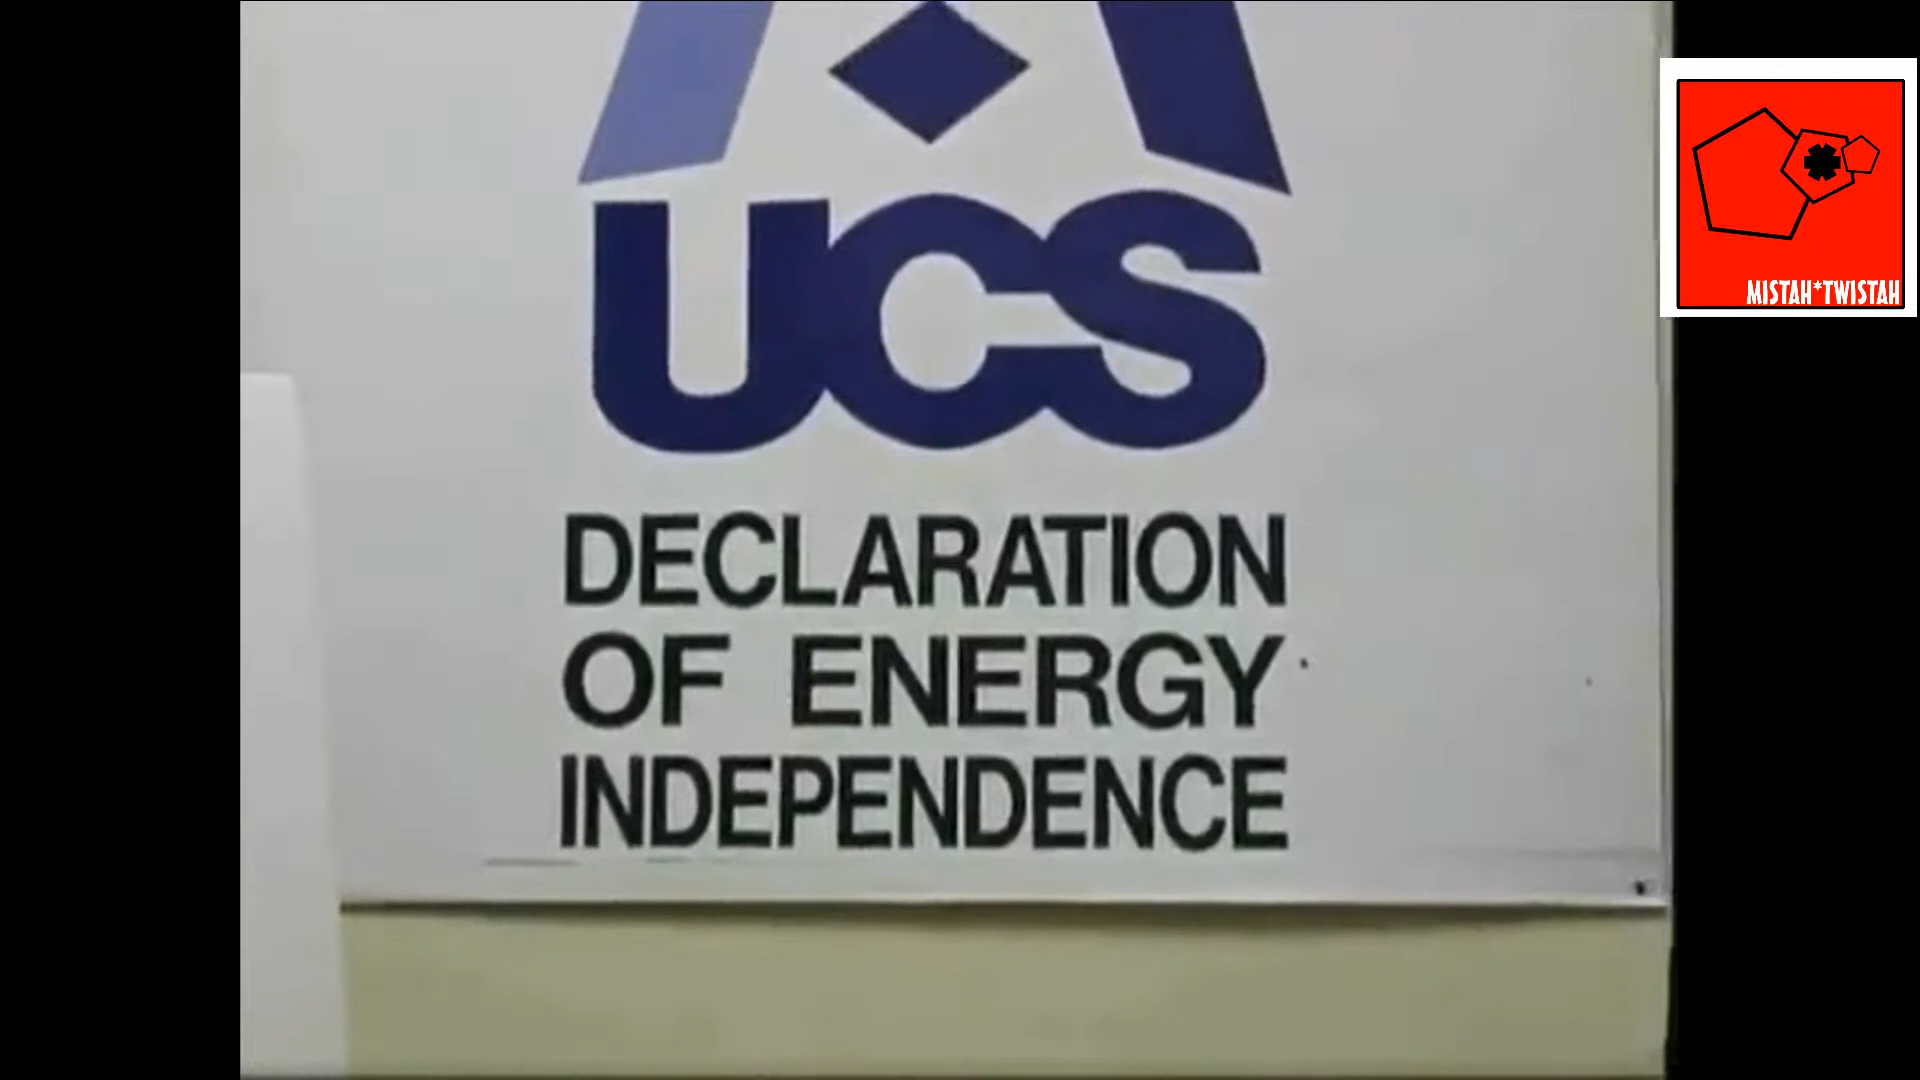 UCS
DECLARATION
OF ENERGY
INDEPENDENCE
MISTAH*TWISTAH